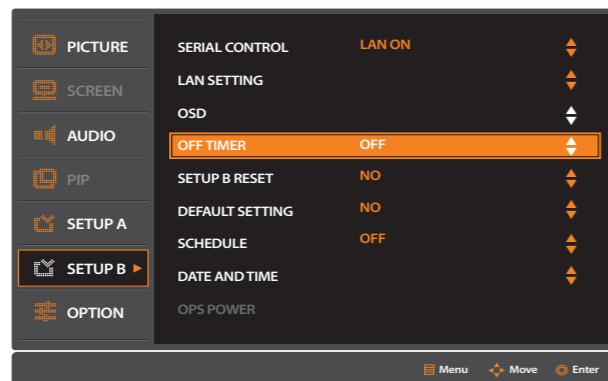 PICTURE
SCREEN
AUDIO
PIP
SETUP A
SETUP B
OPTION
SERIAL CONTROL LAN ON
LAN SETTING
OSD
OFF TIMER OFF
SETUP B RESET NO
DEFAULT SETTING NO
SCHEDULE OFF
DATE AND TIME
OPS POWER
Menu Move Enter